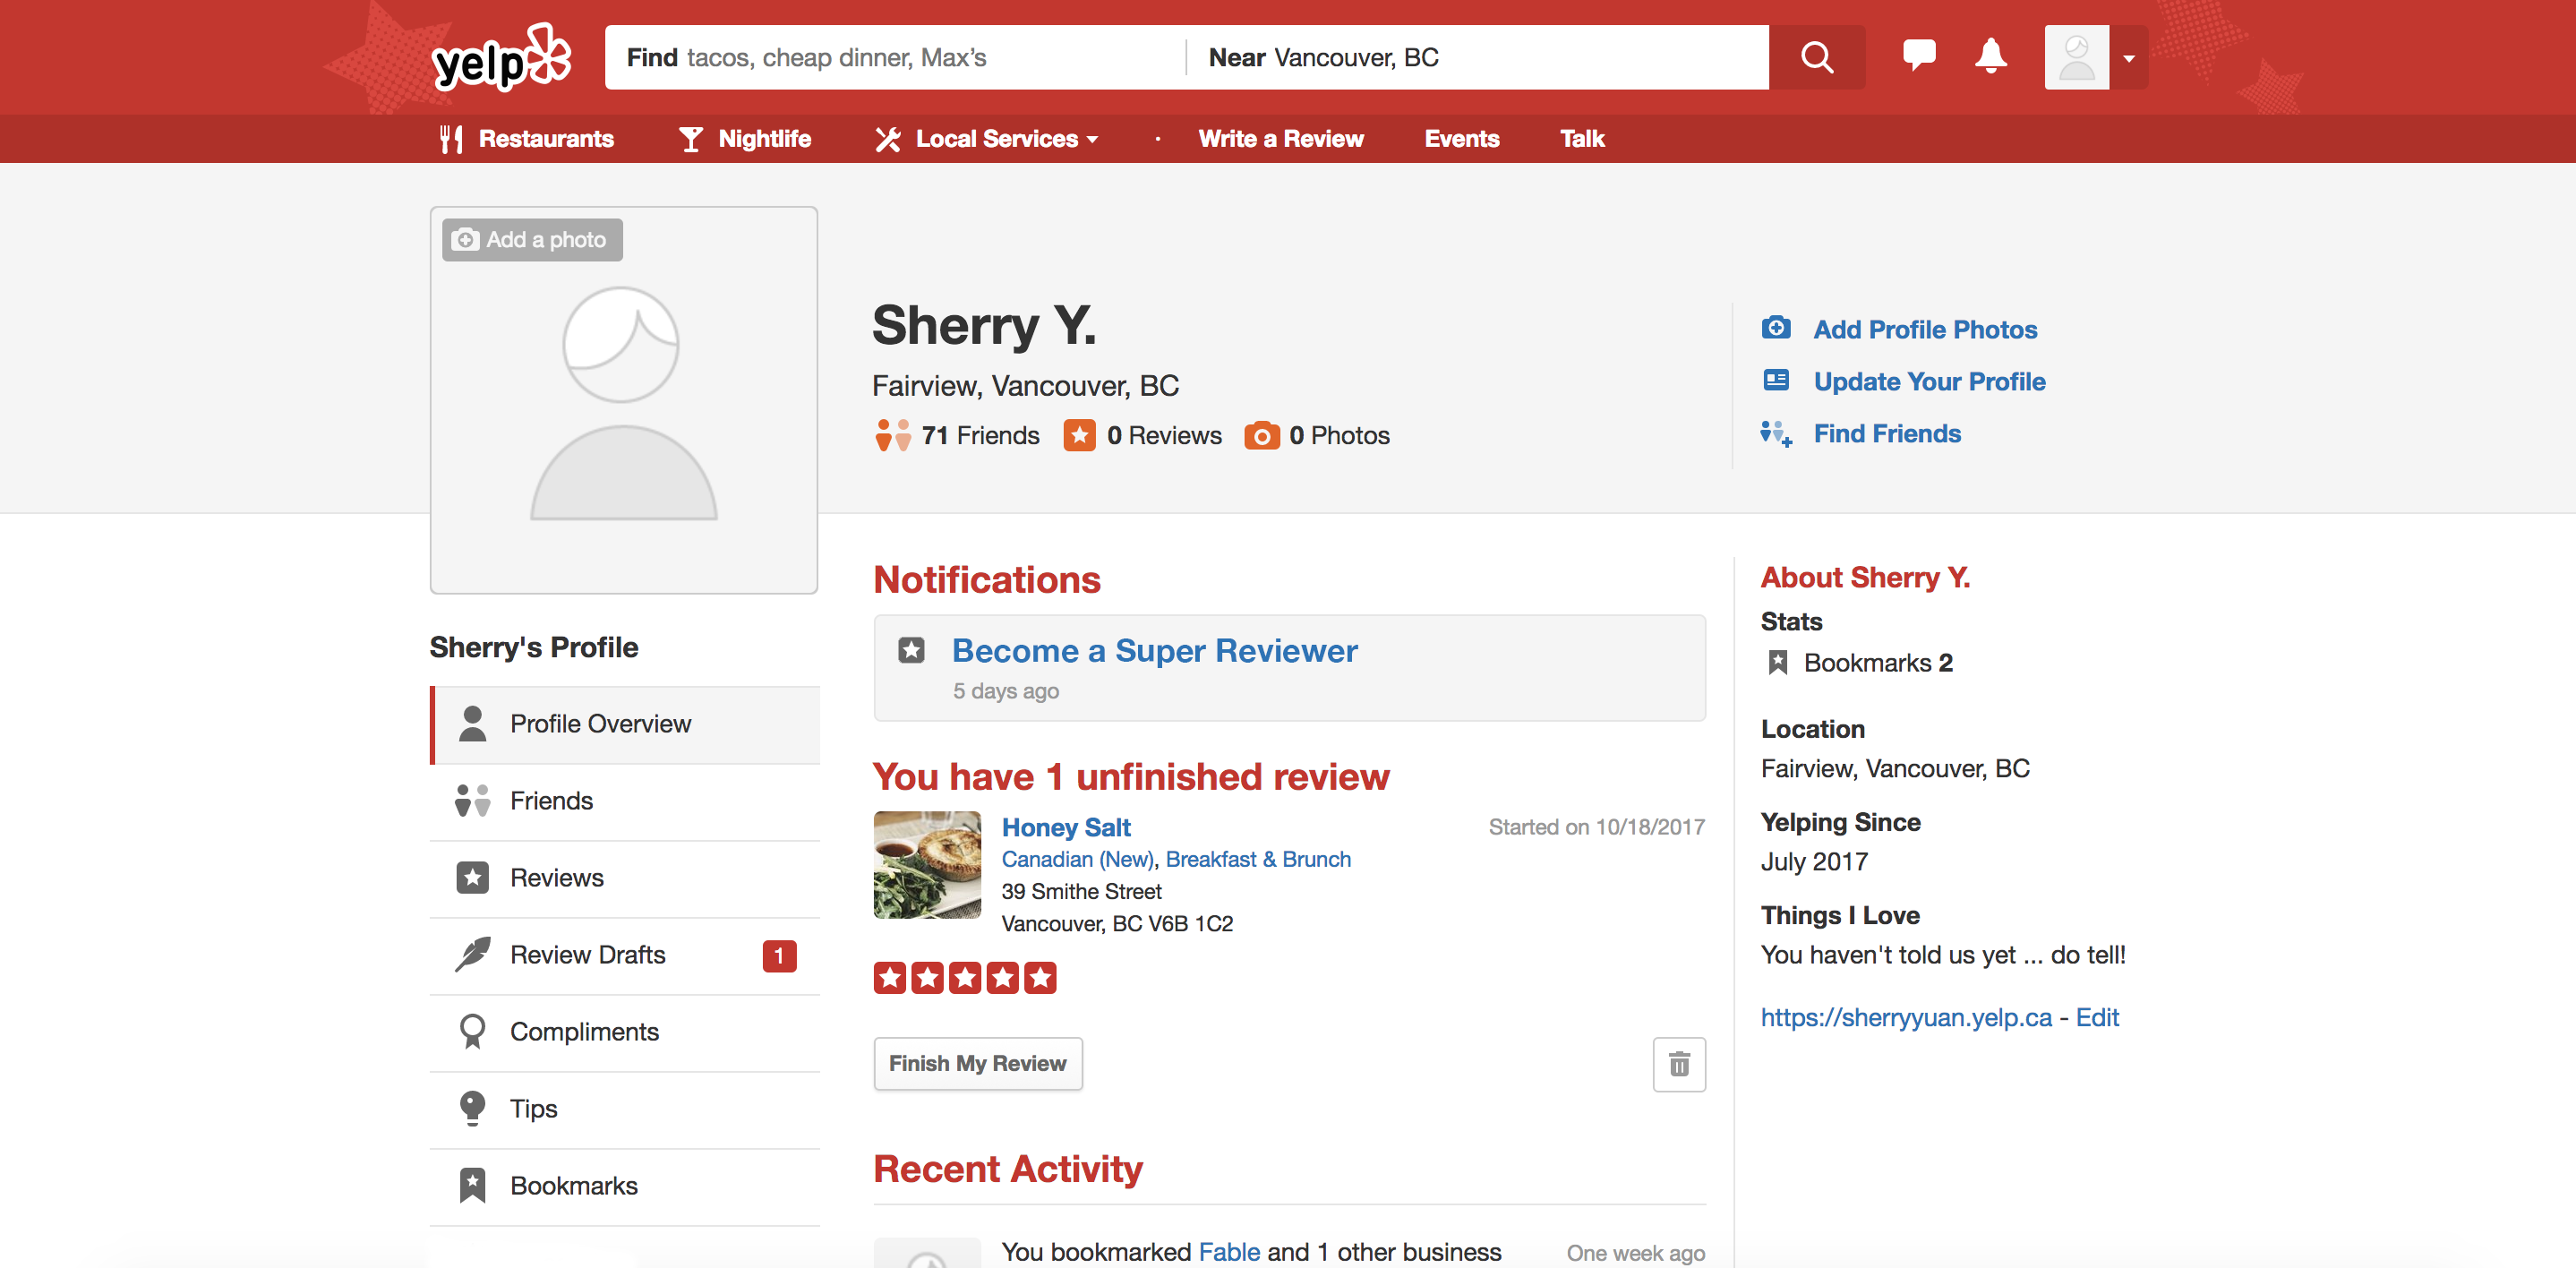 yelp
Find tacos, cheap dinner, Max's
Near Vancouver, BC
Restaurants
Nightlife
Local Services
Write a Review
Events
Talk
Add a photo
Sherry Y.
Fairview, Vancouver, BC
71 Friends
0 Reviews
0 Photos
Add Profile Photos
Update Your Profile
Find Friends
Sherry's Profile
Profile Overview
Friends
Reviews
Review Drafts 1
Compliments
Tips
Bookmarks
Notifications
Become a Super Reviewer
5 days ago
You have 1 unfinished review
Honey Salt
Started on 10/18/2017
Canadian (New), Breakfast & Brunch
39 Smithe Street
Vancouver, BC V6B 1C2
Finish My Review
Recent Activity
You bookmarked Fable and 1 other business
One week ago
About Sherry Y.
Stats
Bookmarks 2
Location
Fairview, Vancouver, BC
Yelping Since
July 2017
Things I Love
You haven't told us yet ... do tell!
https://sherryyuan.yelp.ca - Edit